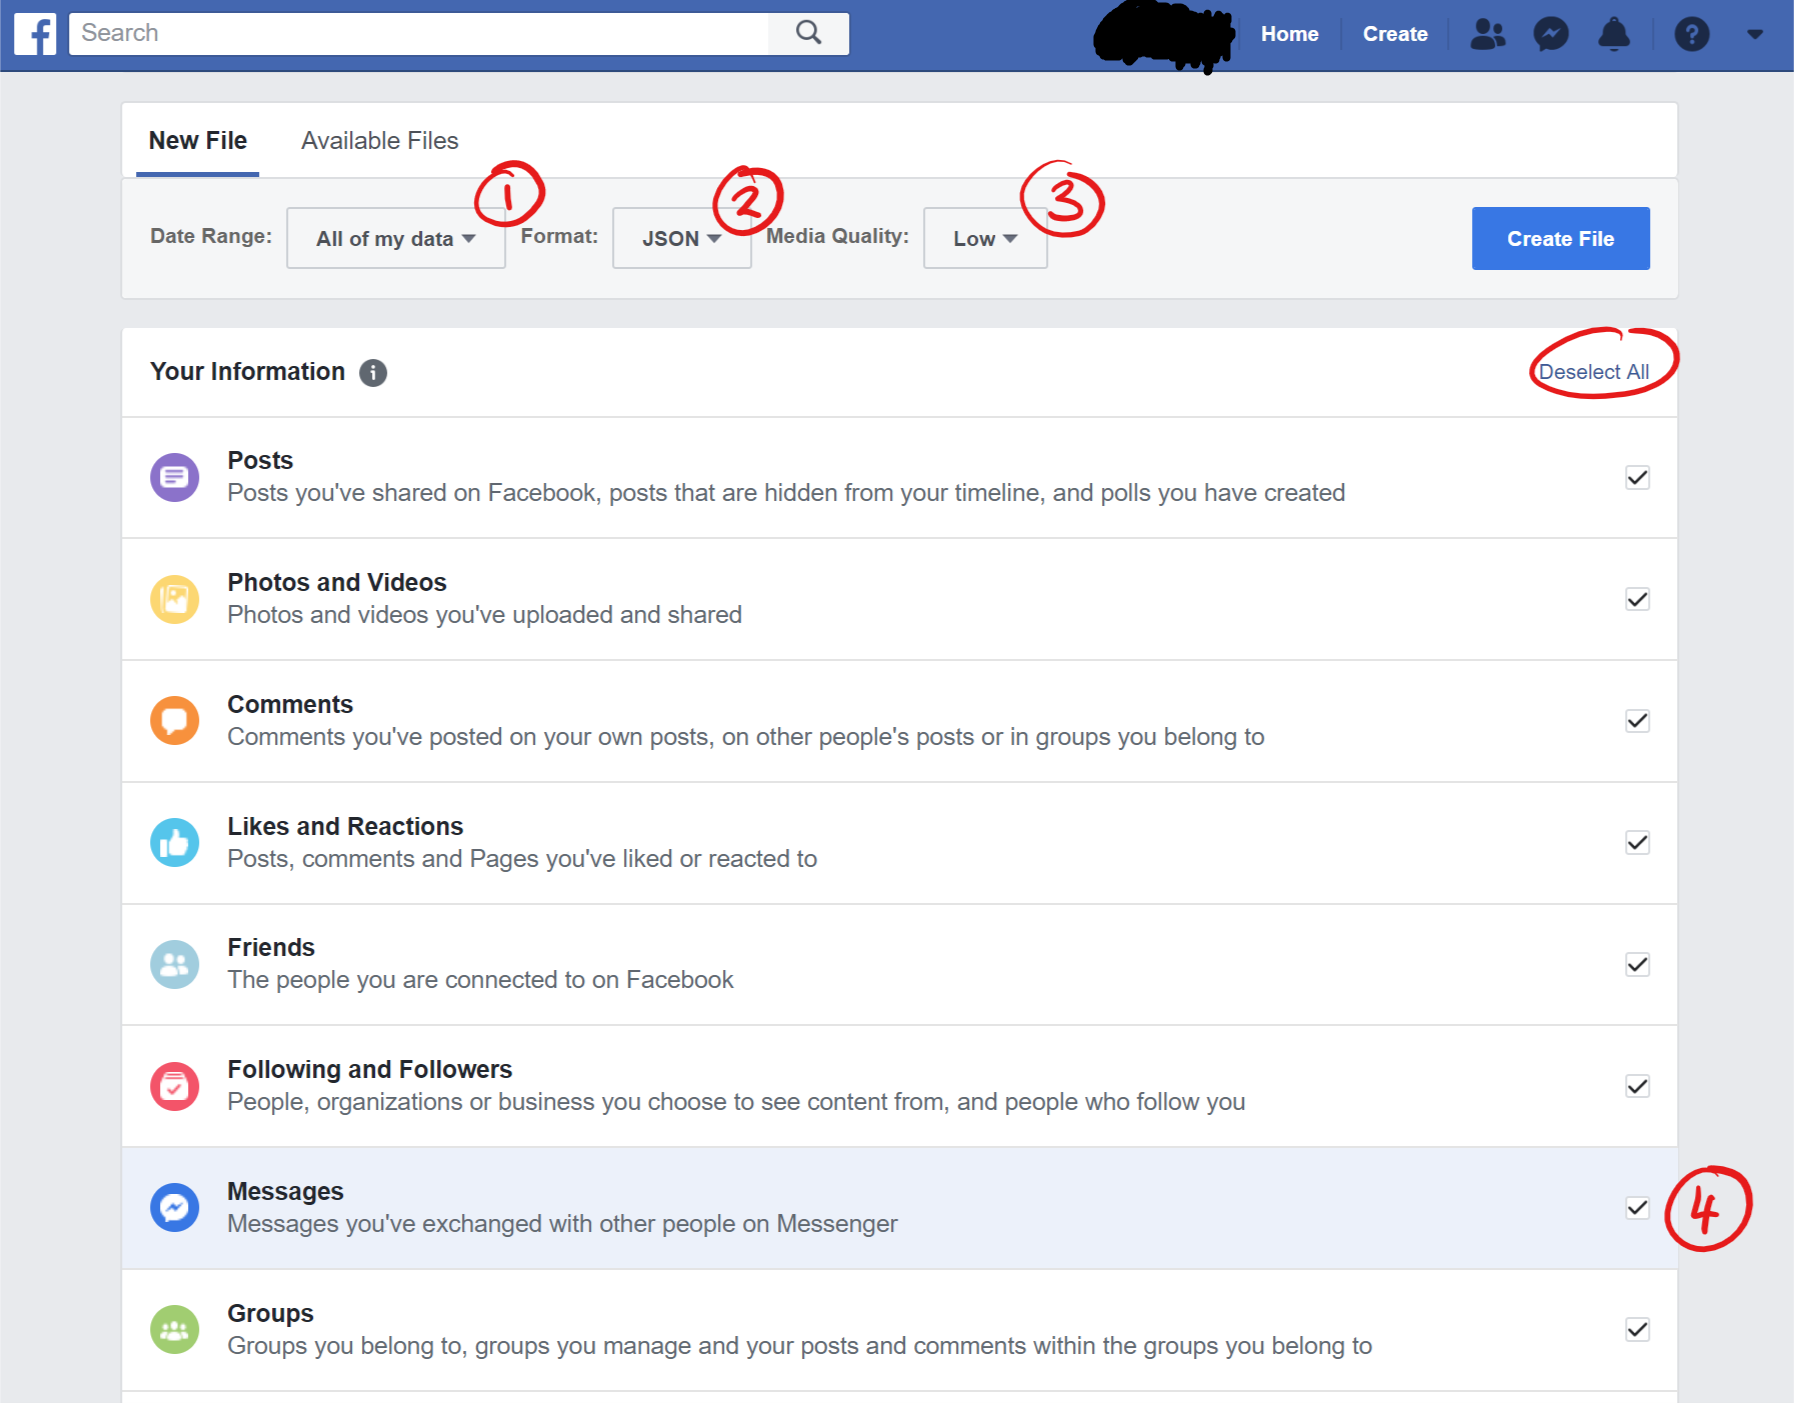 f Search Home Create ?
New File Available Files
1 2 3
Date Range: All of my data Format: JSON Media Quality: Low Create File
Your Information i Deselect All
Posts
Posts you've shared on Facebook, posts that are hidden from your timeline, and polls you have created
Photos and Videos
Photos and videos you've uploaded and shared
Comments
Comments you've posted on your own posts, on other people's posts or in groups you belong to
Likes and Reactions
Posts, comments and Pages you've liked or reacted to
Friends
The people you are connected to on Facebook
Following and Followers
People, organizations or business you choose to see content from, and people who follow you
Messages
Messages you've exchanged with other people on Messenger
4
Groups
Groups you belong to, groups you manage and your posts and comments within the groups you belong to